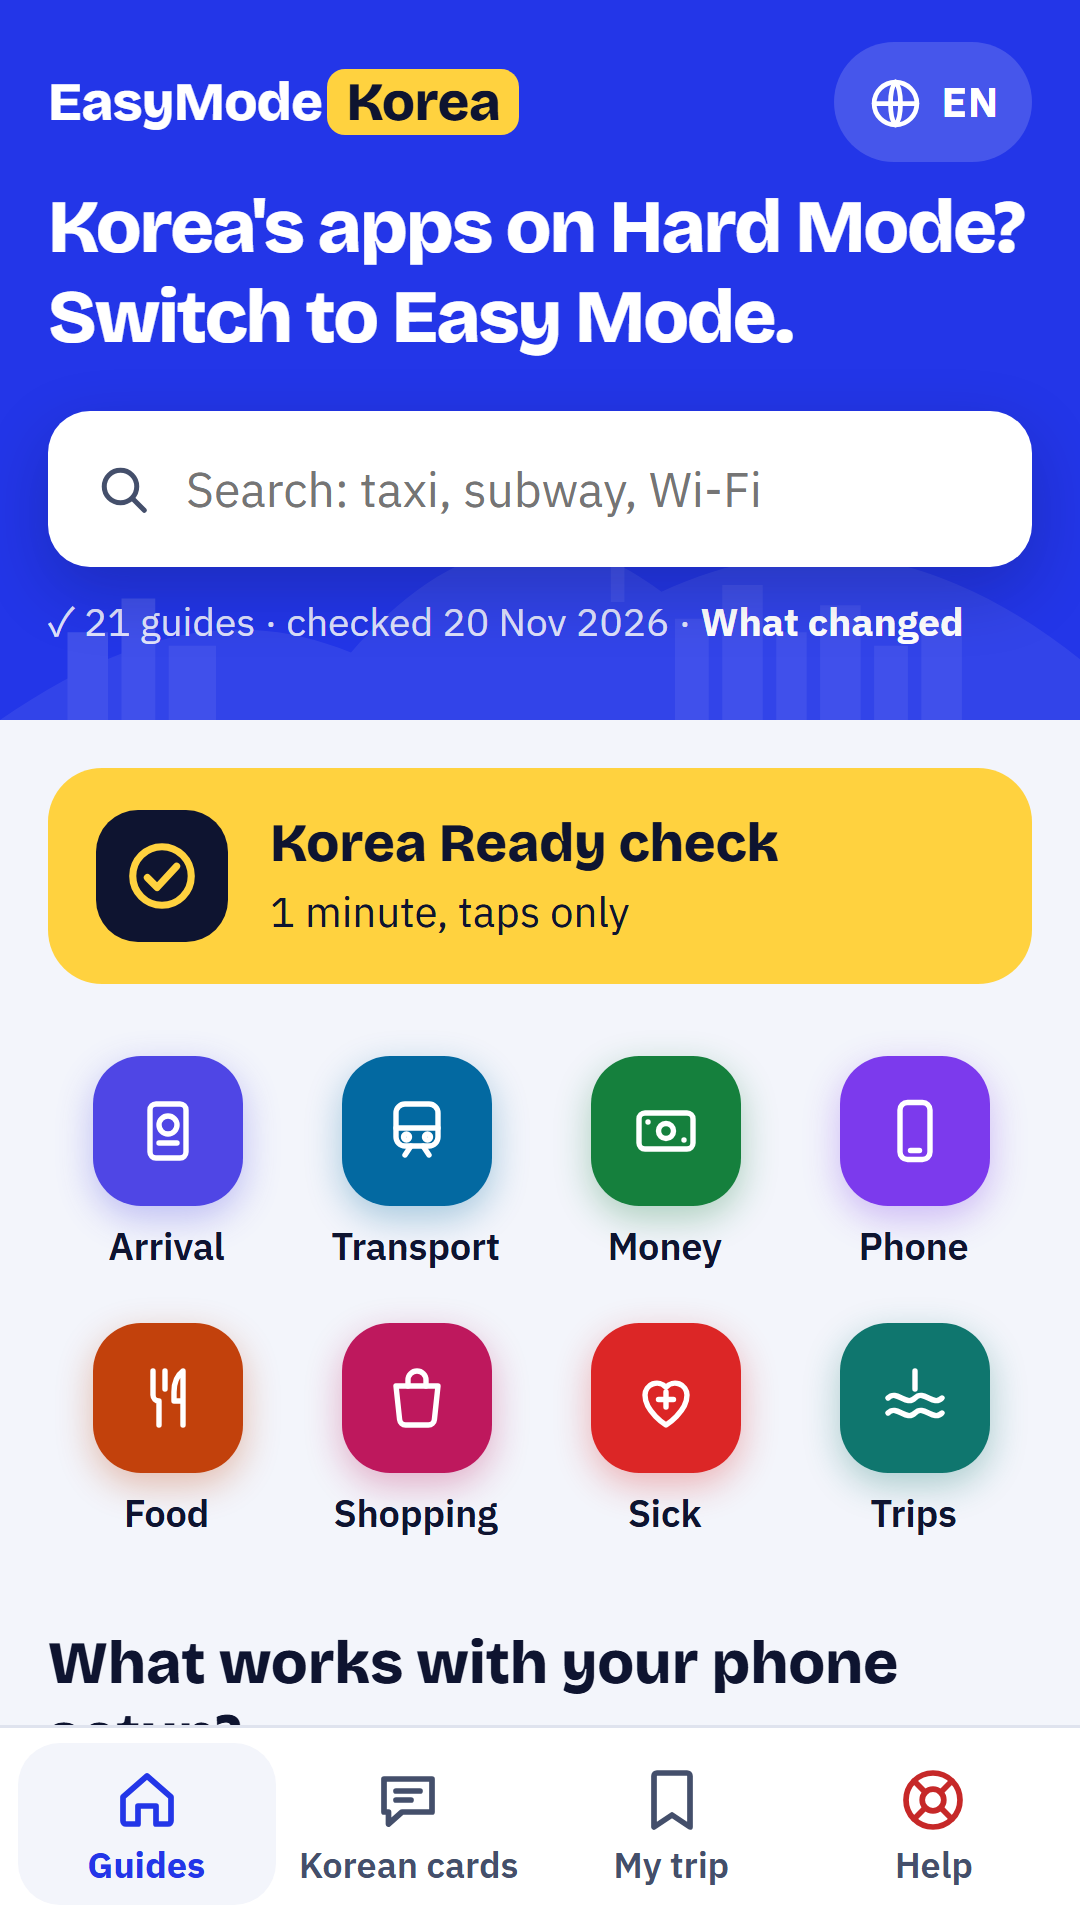 EasyMode Korea
EN
Korea's apps on Hard Mode?
Switch to Easy Mode.
Search: taxi, subway, Wi-Fi
✓ 21 guides · checked 20 Nov 2026 · What changed
Korea Ready check
1 minute, taps only
Arrival
Transport
Money
Phone
Food
Shopping
Sick
Trips
What works with your phone
Guides
Korean cards
My trip
Help